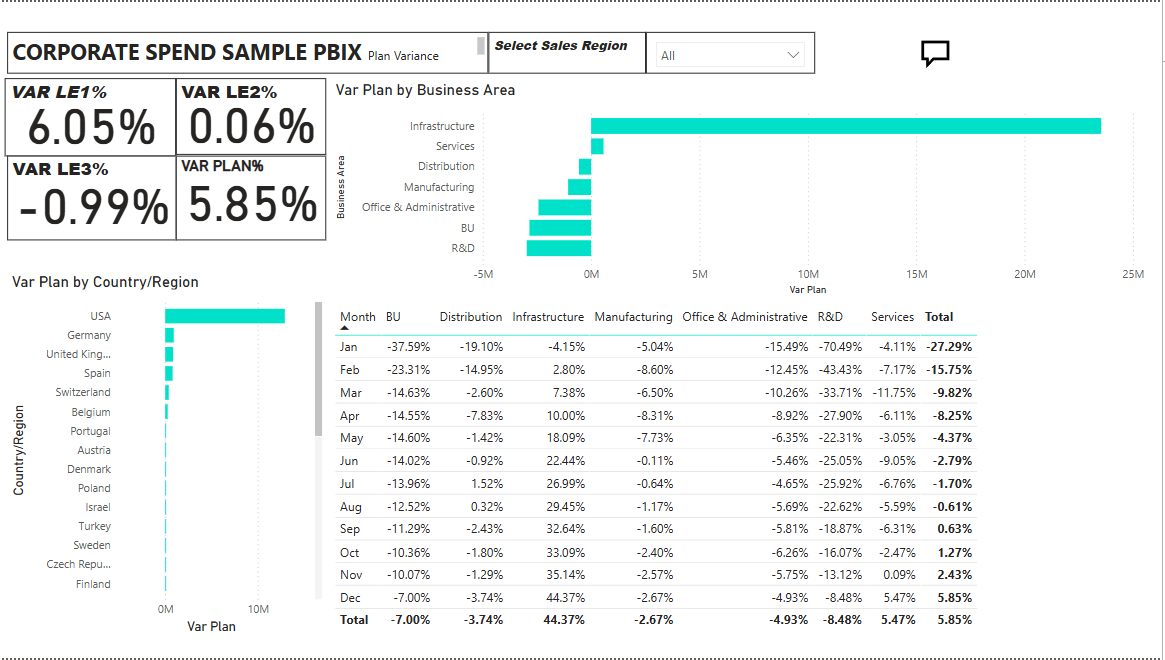 CORPORATE SPEND SAMPLE PBIX Plan Variance
Select Sales Region
All
VAR LE1%
6.05%
VAR LE2%
0.06%
VAR LE3%
-0.99%
VAR PLAN%
5.85%
Var Plan by Business Area
Business Area
Infrastructure
Services
Distribution
Manufacturing
Office & Administrative
BU
R&D
-5M 0M 5M 10M 15M 20M 25M
Var Plan
Var Plan by Country/Region
Country/Region
USA
Germany
United King...
Spain
Switzerland
Belgium
Portugal
Austria
Denmark
Poland
Israel
Turkey
Sweden
Czech Repu...
Finland
0M 10M
Var Plan
Month BU Distribution Infrastructure Manufacturing Office & Administrative R&D Services Total
Jan -37.59% -19.10% -4.15% -5.04% -15.49% -70.49% -4.11% -27.29%
Feb -23.31% -14.95% 2.80% -8.60% -12.45% -43.43% -7.17% -15.75%
Mar -14.63% -2.60% 7.38% -6.50% -10.26% -33.71% -11.75% -9.82%
Apr -14.55% -7.83% 10.00% -8.31% -8.92% -27.90% -6.11% -8.25%
May -14.60% -1.42% 18.09% -7.73% -6.35% -22.31% -3.05% -4.37%
Jun -14.02% -0.92% 22.44% -0.11% -5.46% -25.05% -9.05% -2.79%
Jul -13.96% 1.52% 26.99% -0.64% -4.65% -25.92% -6.76% -1.70%
Aug -12.52% 0.32% 29.45% -1.17% -5.69% -22.62% -5.59% -0.61%
Sep -11.29% -2.43% 32.64% -1.60% -5.81% -18.87% -6.31% 0.63%
Oct -10.36% -1.80% 33.09% -2.40% -6.26% -16.07% -2.47% 1.27%
Nov -10.07% -1.29% 35.14% -2.57% -5.75% -13.12% 0.09% 2.43%
Dec -7.00% -3.74% 44.37% -2.67% -4.93% -8.48% 5.47% 5.85%
Total -7.00% -3.74% 44.37% -2.67% -4.93% -8.48% 5.47% 5.85%